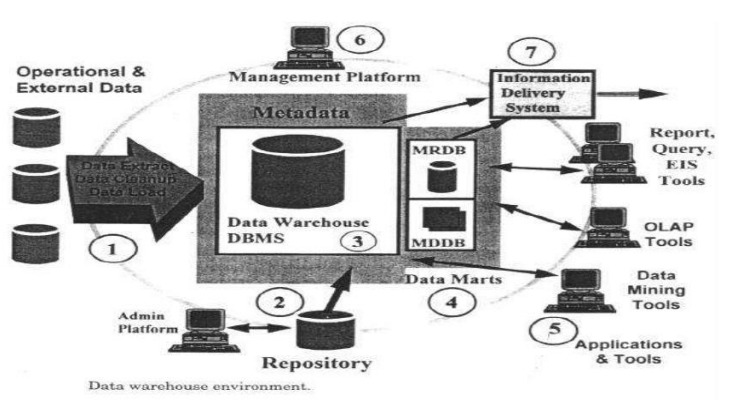 6
7
Operational &
External Data
Management Platform
Information
Delivery
System
Metadata
Report,
Query,
EIS
Tools
MRDB
Data Extract
Data Cleanup
Data Load
Data Warehouse
DBMS
3
MDDB
OLAP
Tools
1
2
Data Marts
4
Data
Mining
Tools
Admin
Platform
5
Applications
& Tools
Repository
Data warehouse environment.